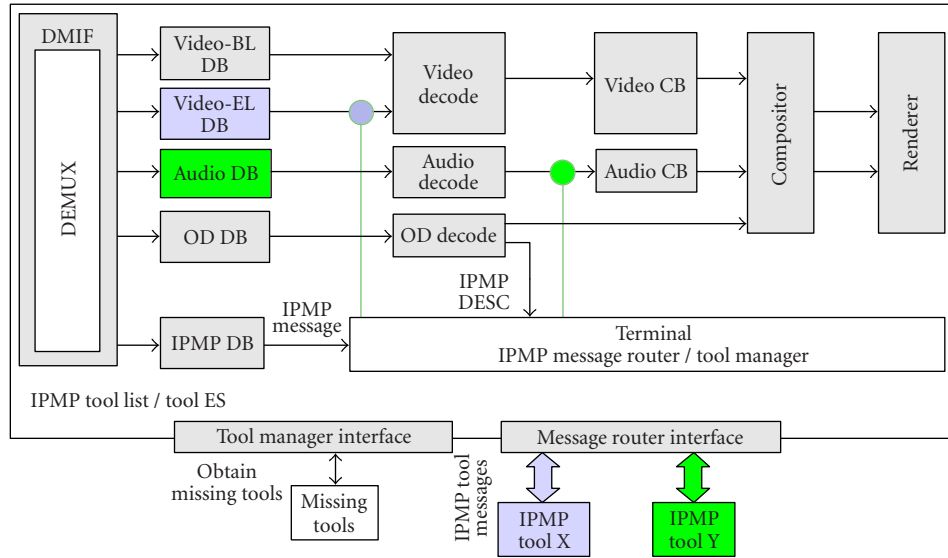 DMIF
DEMUX
Video-BL
DB
Video-EL
DB
Audio DB
OD DB
IPMP DB
Video
decode
Audio
decode
OD decode
Video CB
Audio CB
Compositor
Renderer
IPMP
DESC
IPMP
message
Terminal
IPMP message router / tool manager
IPMP tool list / tool ES
Tool manager interface
Message router interface
Obtain
missing tools
Missing
tools
IPMP tool
messages
IPMP
tool X
IPMP
tool Y